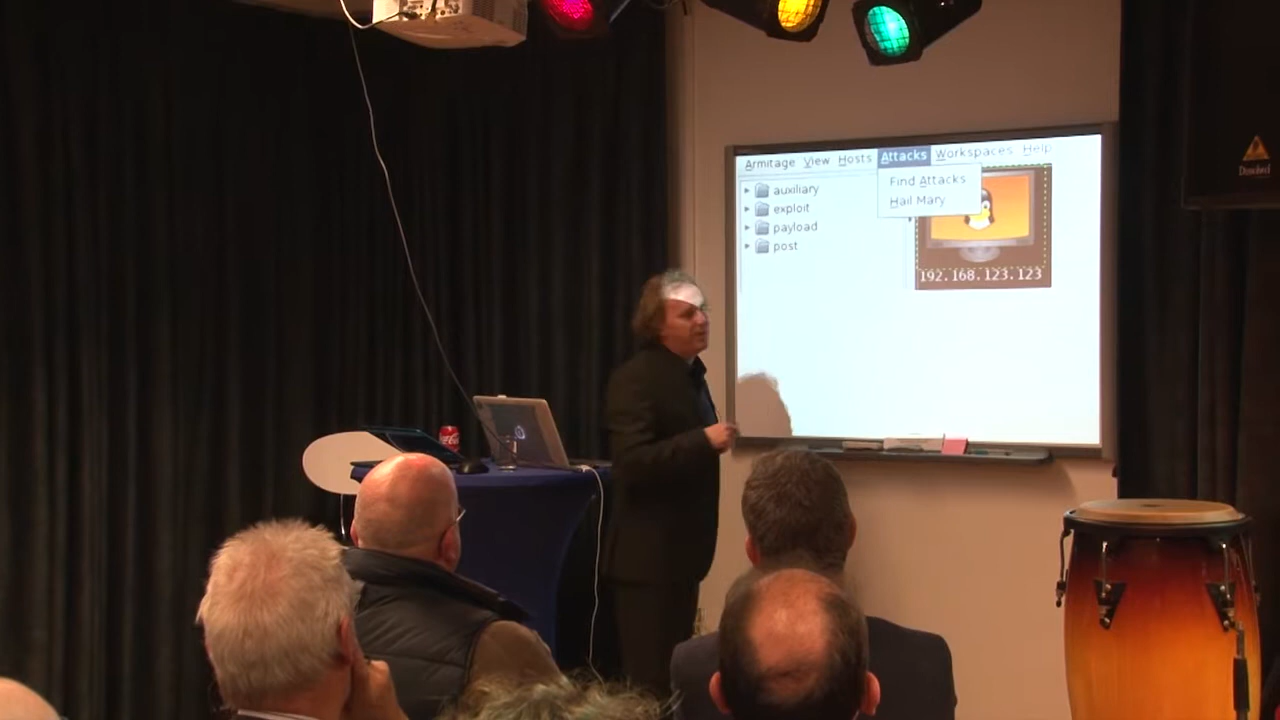 Armitage View Hosts Attacks Workspaces Help
auxiliary
exploit
payload
post
Find Attacks
Hail Mary
192.168.123.123